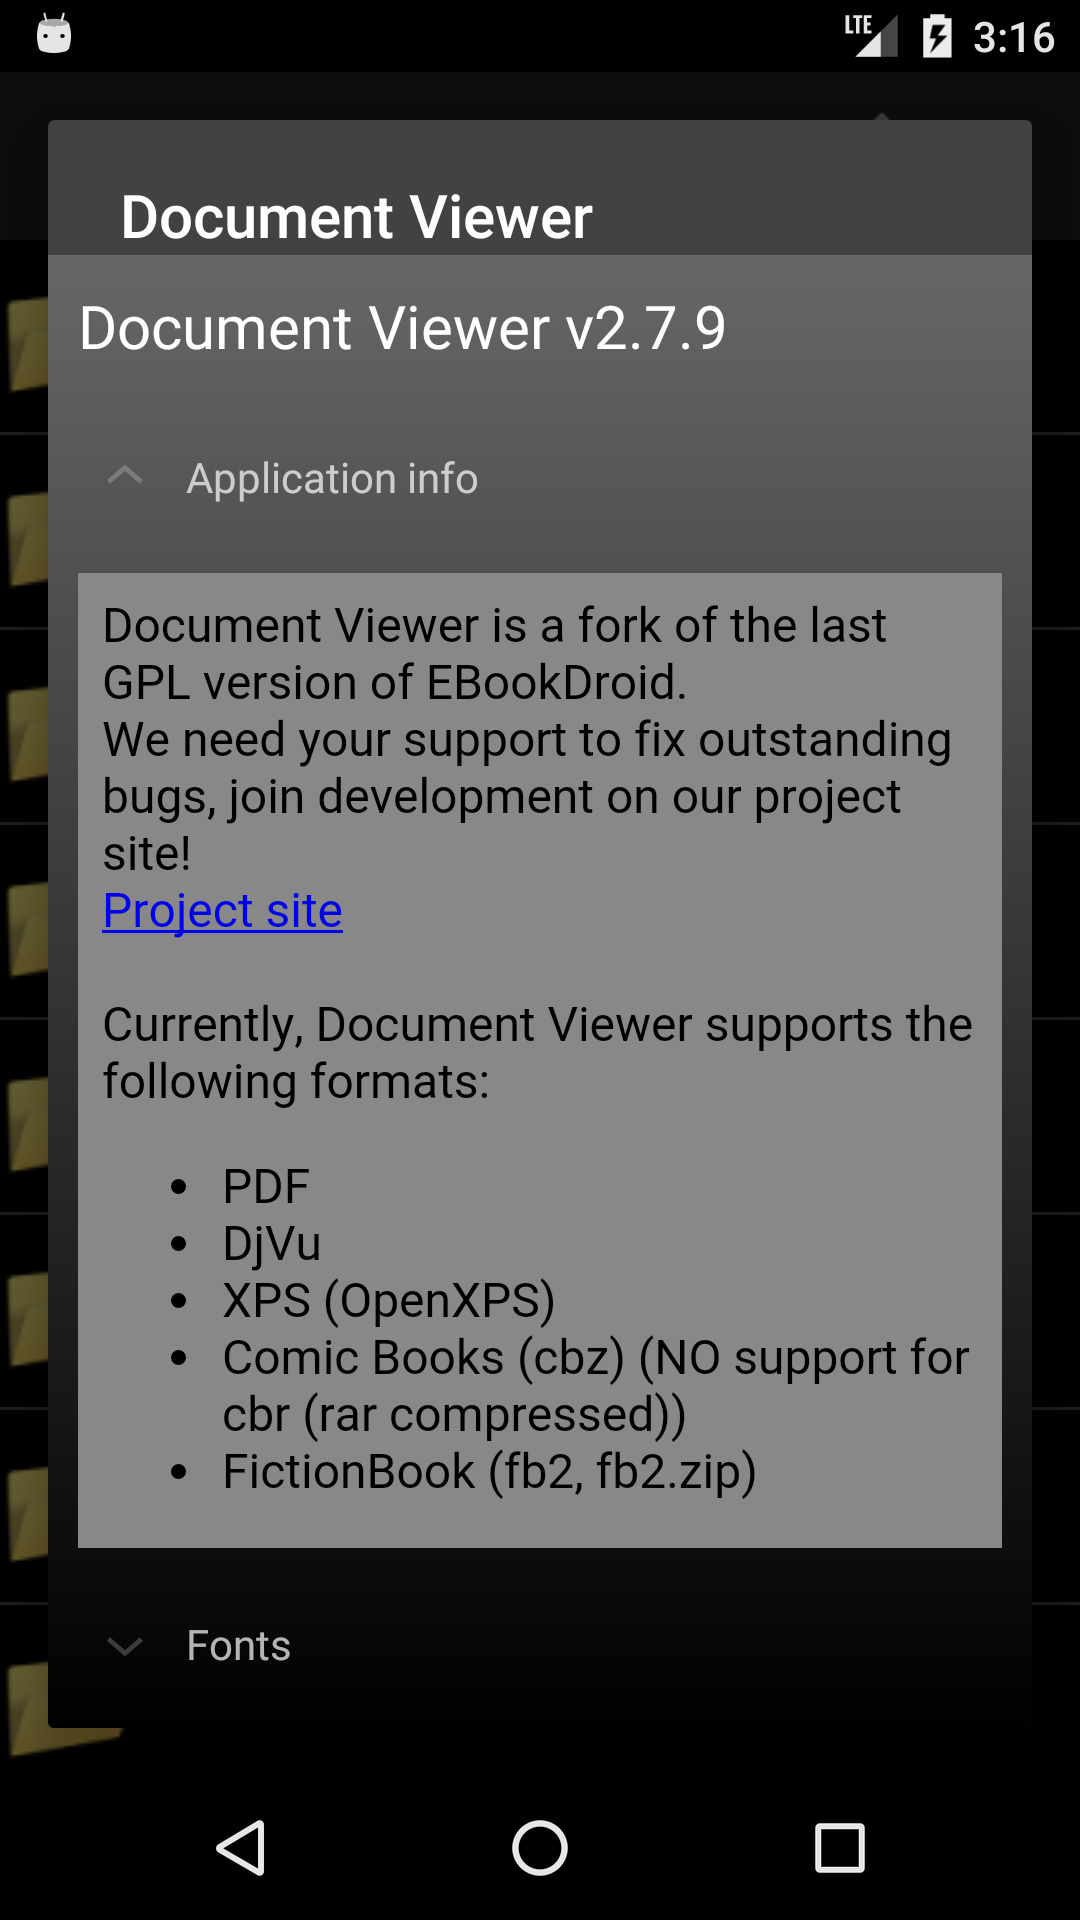 LTE 3:16
Document Viewer
Document Viewer v2.7.9
Application info
Document Viewer is a fork of the last
GPL version of EBookDroid.
We need your support to fix outstanding
bugs, join development on our project
site!
Project site
Currently, Document Viewer supports the
following formats:
• PDF
• DjVu
• XPS (OpenXPS)
• Comic Books (cbz) (NO support for
cbr (rar compressed))
• FictionBook (fb2, fb2.zip)
Fonts